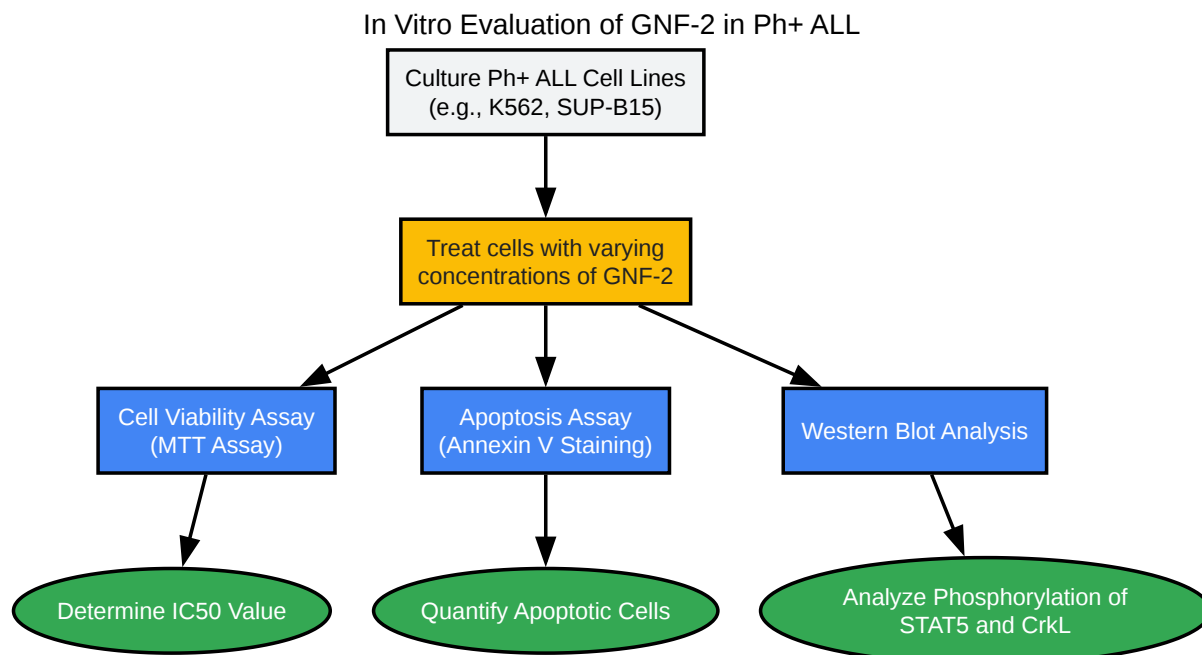 In Vitro Evaluation of GNF-2 in Ph+ ALL
Culture Ph+ ALL Cell Lines
(e.g., K562, SUP-B15)
Treat cells with varying
concentrations of GNF-2
Cell Viability Assay
(MTT Assay)
Apoptosis Assay
(Annexin V Staining)
Western Blot Analysis
Determine IC50 Value
Quantify Apoptotic Cells
Analyze Phosphorylation of
STAT5 and CrkL